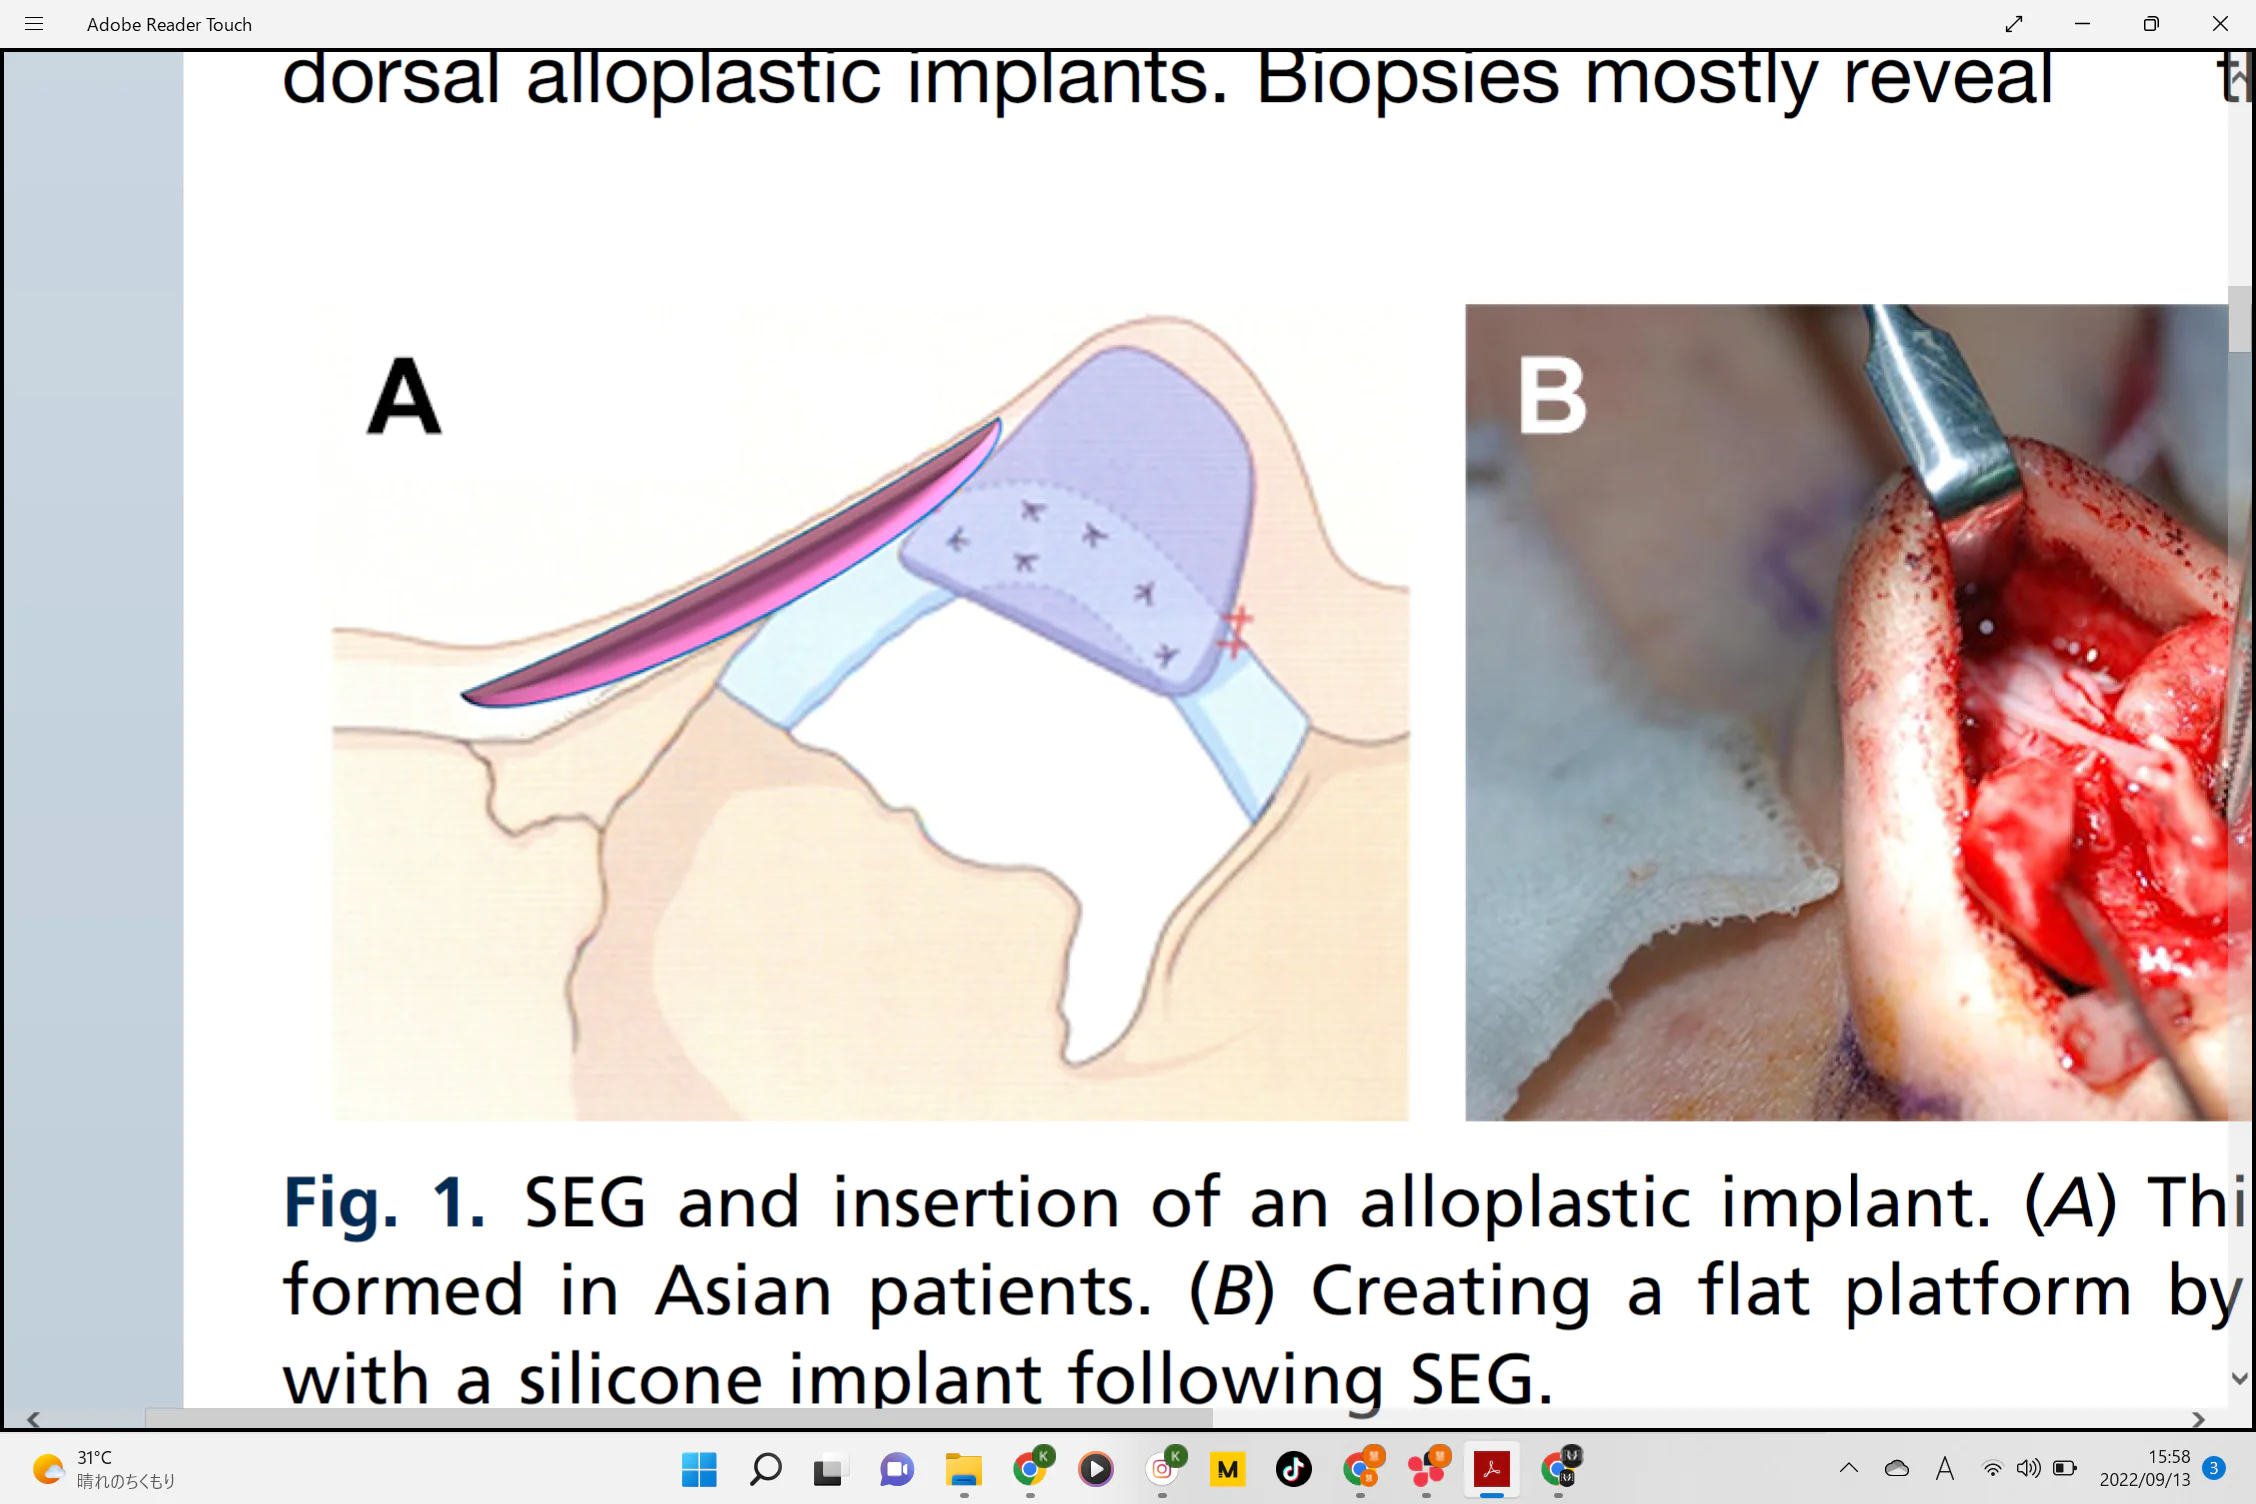 Adobe Reader Touch
dorsal alloplastic implants. Biopsies mostly reveal
A
B
Fig. 1. SEG and insertion of an alloplastic implant. (A) Thi
formed in Asian patients. (B) Creating a flat platform by
with a silicone implant following SEG.
31°C
晴れのちくもり
K
K
M
A
15:58
2022/09/13
3